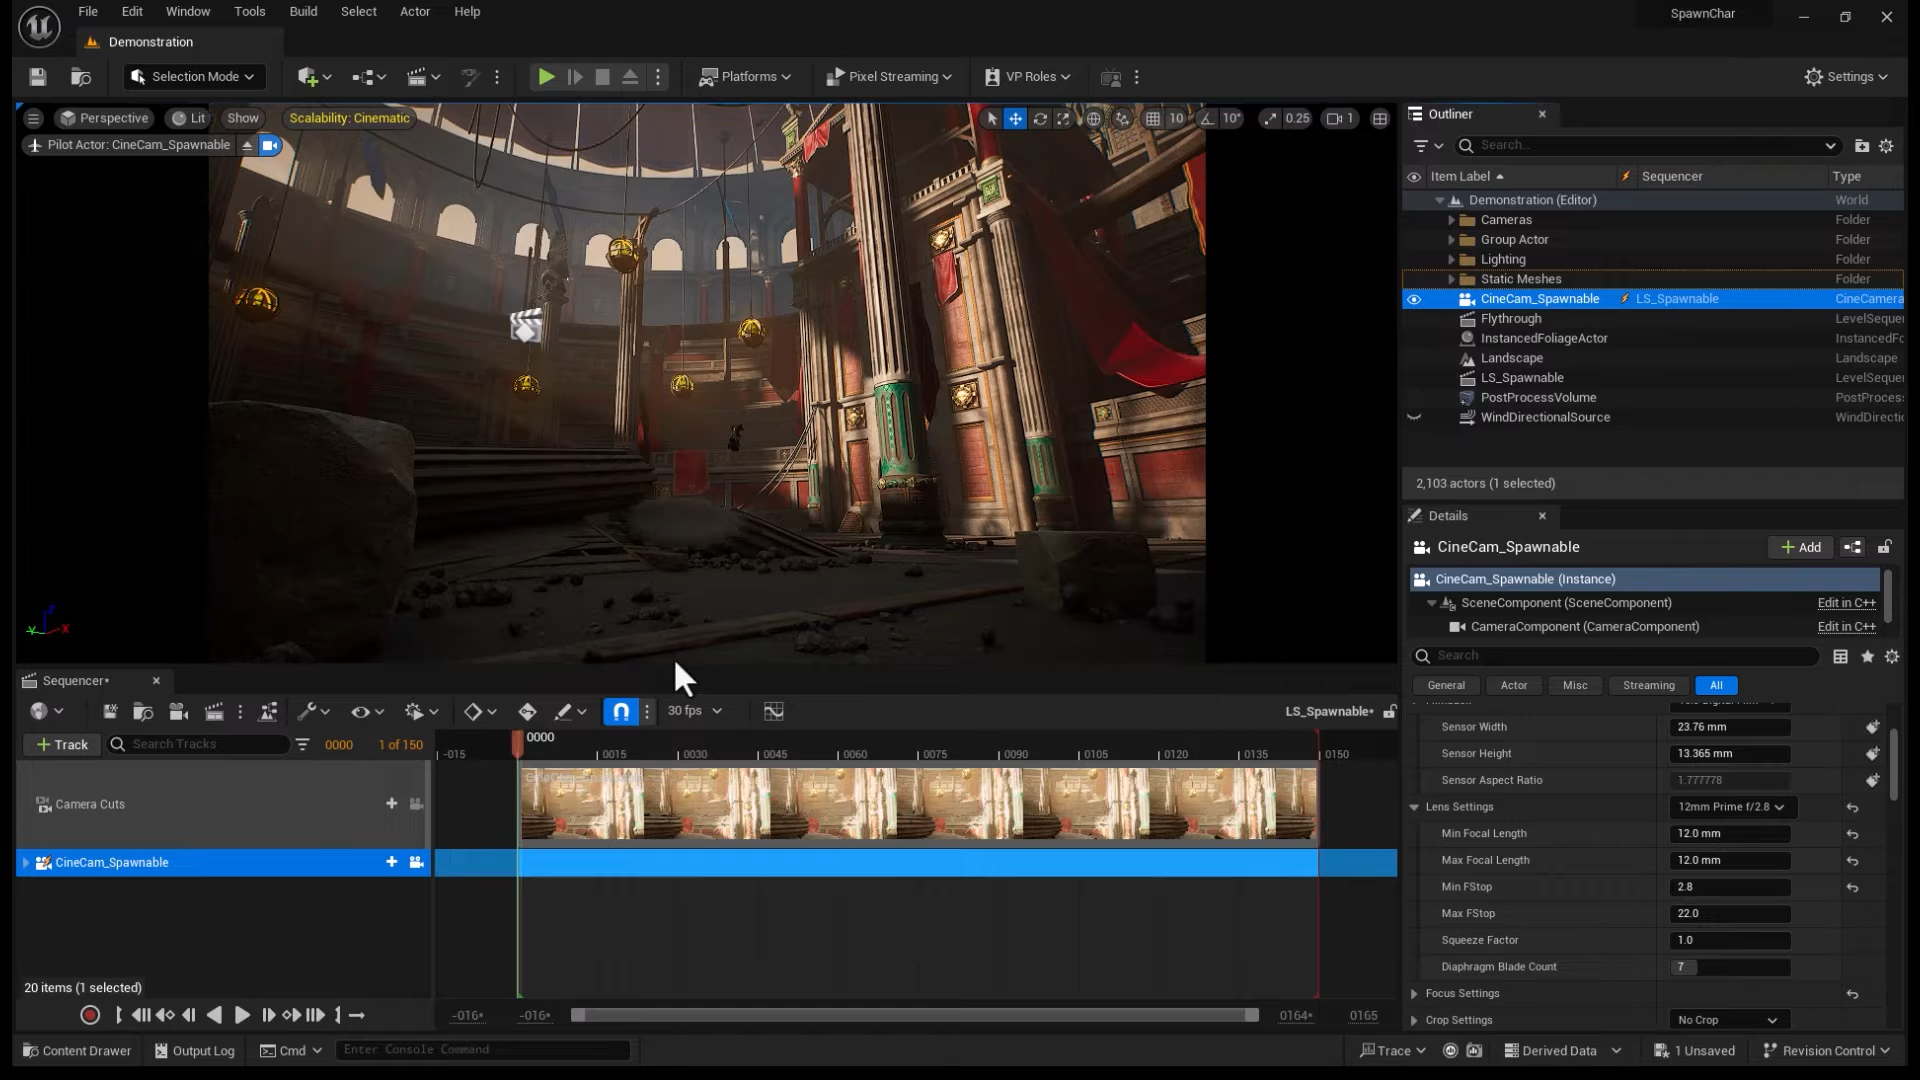 File Edit Window Tools Build Select Actor Help
SpawnChar
Demonstration
Selection Mode
Platforms
Pixel Streaming
VP Roles
Settings
Perspective
Lit
Show
Scalability: Cinematic
10
10°
0.25
1
Pilot Actor: CineCam_Spawnable
Outliner
Search...
Item Label Sequencer Type
Demonstration (Editor) World
Cameras Folder
Group Actor Folder
Lighting Folder
Static Meshes Folder
CineCam_Spawnable LS_Spawnable CineCamera
Flythrough LevelSeque
InstancedFoliageActor InstancedFo
Landscape Landscape
LS_Spawnable LevelSeque
PostProcessVolume PostProcess
WindDirectionalSource WindDirectio
2,103 actors (1 selected)
Details
CineCam_Spawnable
Add
CineCam_Spawnable (Instance)
SceneComponent (SceneComponent) Edit in C++
CameraComponent (CameraComponent) Edit in C++
Search
General Actor Misc Streaming All
Sensor Width 23.76 mm
Sensor Height 13.365 mm
Sensor Aspect Ratio 1.777778
Lens Settings 12mm Prime f/2.8
Min Focal Length 12.0 mm
Max Focal Length 12.0 mm
Min FStop 2.8
Max FStop 22.0
Squeeze Factor 1.0
Diaphragm Blade Count 7
Focus Settings
Crop Settings No Crop
Z
Y
X
Sequencer*
30 fps
LS_Spawnable*
Track
Search Tracks
0000
1 of 150
0000
-015 0015 0030 0045 0060 0075 0090 0105 0120 0135 0150
Camera Cuts
CineCam_Spawnable
20 items (1 selected)
-016* -016* 0164* 0165
Content Drawer
Output Log
Cmd
Enter Console Command
Trace
Derived Data
1 Unsaved
Revision Control